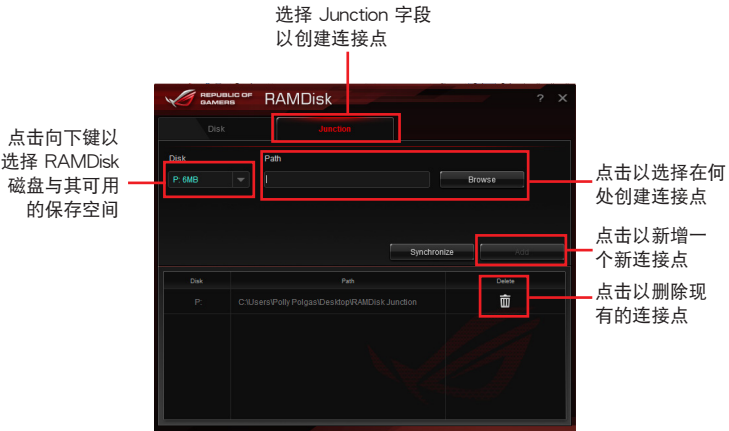 选择 Junction 字段
以创建连接点
REPUBLIC OF
GAMERS
RAMDisk
? ×
Disk
Junction
点击向下键以
选择 RAMDisk
磁盘与其可用
的保存空间
Disk
Path
P: 6MB
Browse
点击以选择在何
处创建连接点
Synchronize
Add
点击以新增一
个新连接点
Disk
Path
Delete
P:
C:\Users\Polly Polgas\Desktop\RAMDisk Junction
点击以删除现
有的连接点